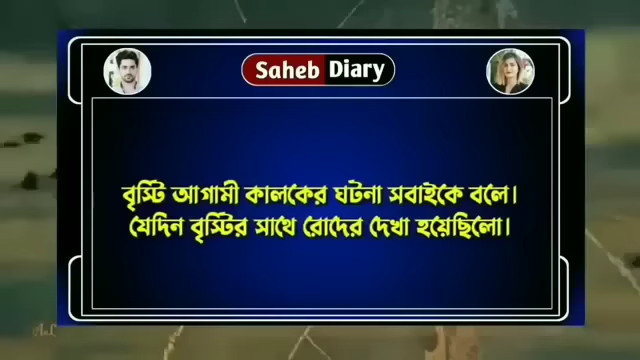 Saheb Diary
বৃস্টি আগামী কালকের ঘটনা সবাইকে বলে।
যেদিন বৃস্টির সাথে রোদের দেখা হয়েছিলো।